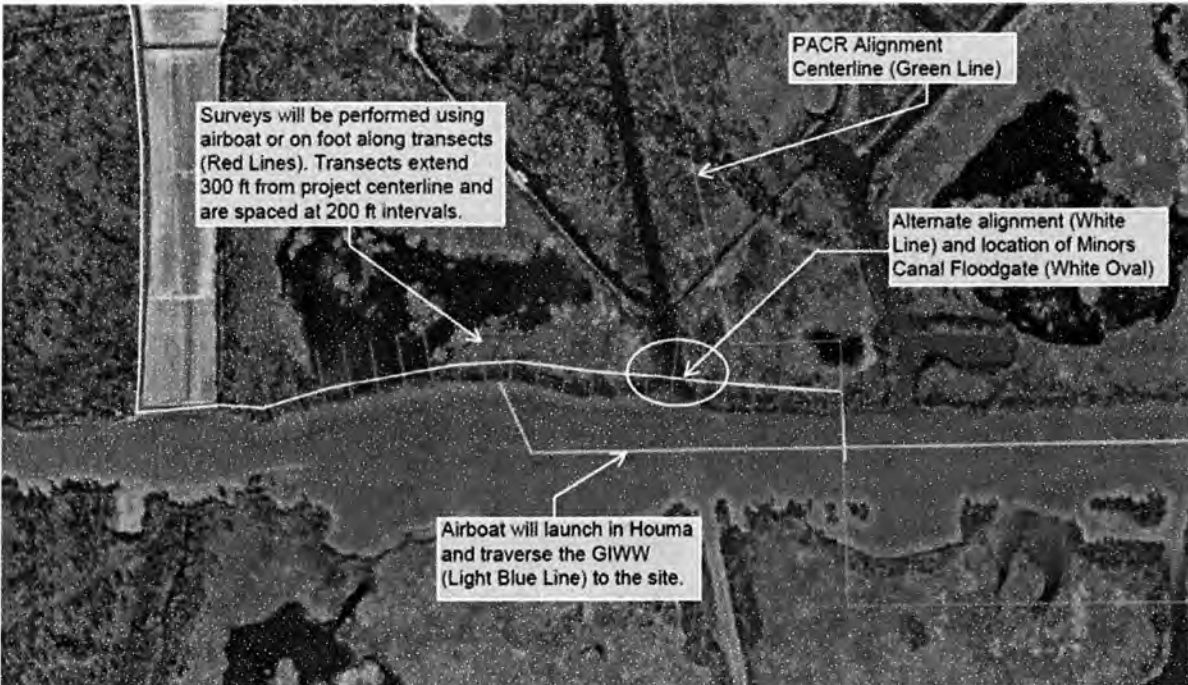 PACR Alignment
Centerline (Green Line)
Surveys will be performed using
airboat or on foot along transects
(Red Lines). Transects extend
300 ft from project centerline and
are spaced at 200 ft intervals.
Alternate alignment (White
Line) and location of Minors
Canal Floodgate (White Oval)
Airboat will launch in Houma
and traverse the GIWW
(Light Blue Line) to the site.